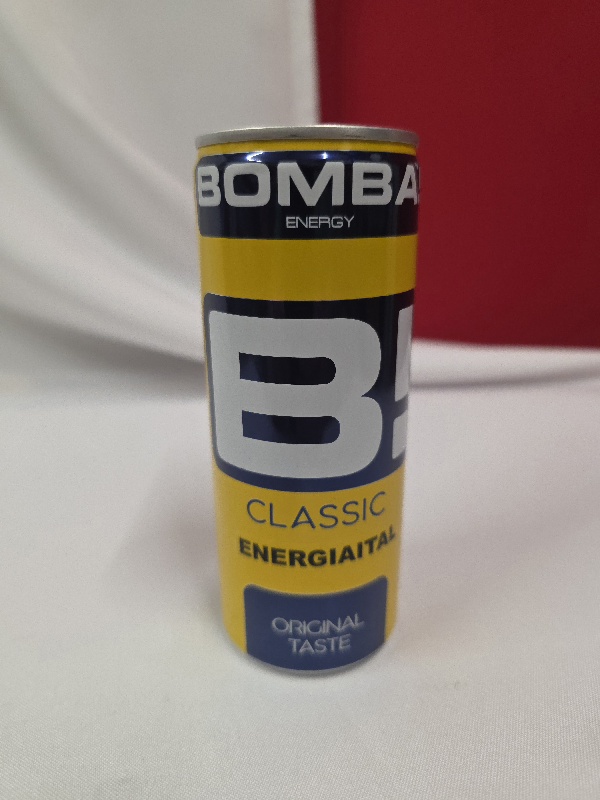 BOMBA!
ENERGY
B!
CLASSIC
ENERGIAITAL
ORIGINAL
TASTE